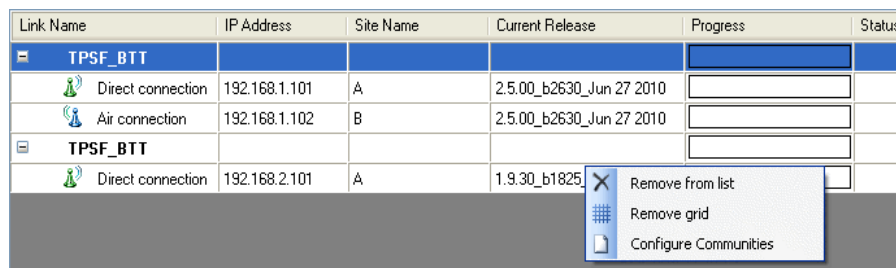 Link Name IP Address Site Name Current Release Progress Status
TPSF_BTT
Direct connection 192.168.1.101 A 2.5.00_b2630_Jun 27 2010
Air connection 192.168.1.102 B 2.5.00_b2630_Jun 27 2010
TPSF_BTT
Direct connection 192.168.2.101 A 1.9.30_b1825_
Remove from list
Remove grid
Configure Communities